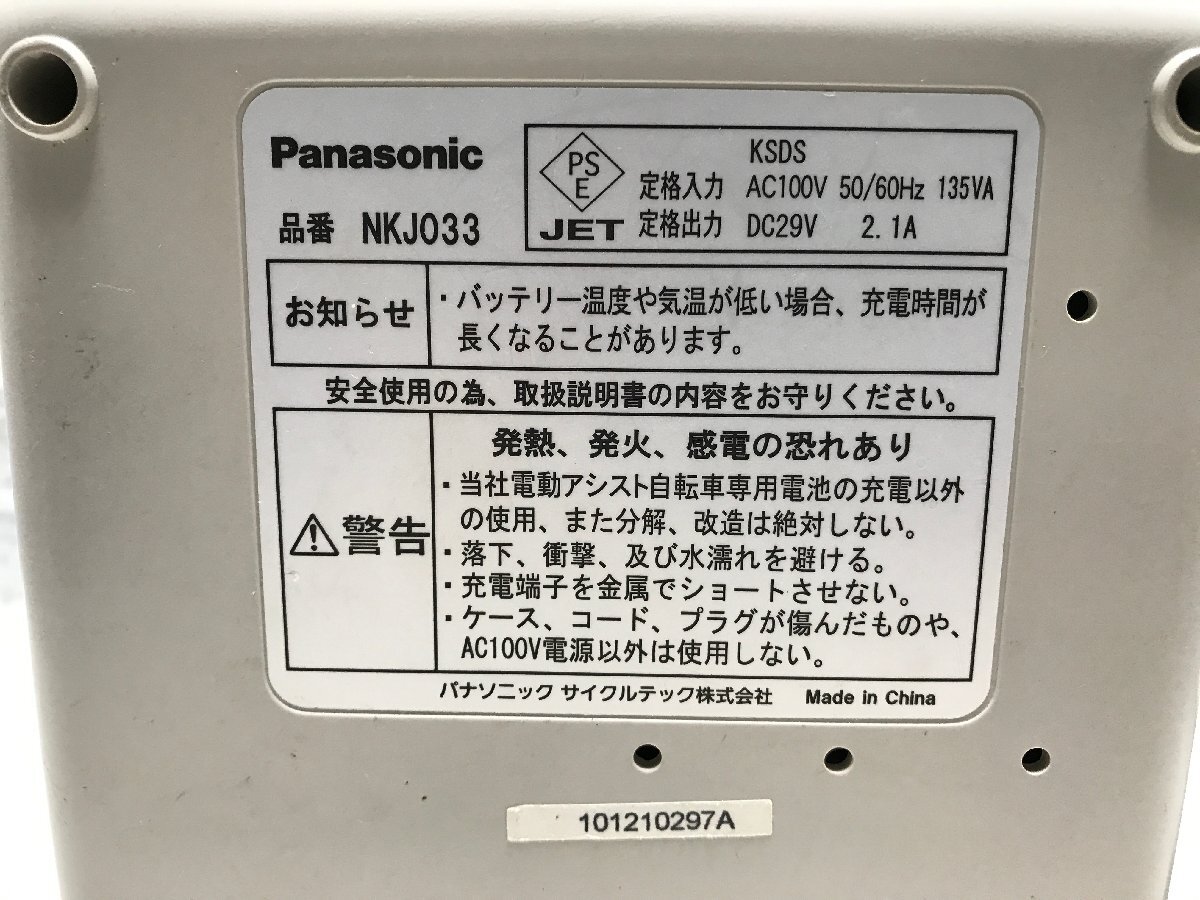 Panasonic
品番 NKJ033
PS
E
JET
KSDS
定格入力 AC100V 50/60Hz 135VA
定格出力 DC29V 2.1A
お知らせ
・バッテリー温度や気温が低い場合、充電時間が
長くなることがあります。
安全使用の為、取扱説明書の内容をお守りください。
警告
発熱、発火、感電の恐れあり
・当社電動アシスト自転車専用電池の充電以外
の使用、また分解、改造は絶対しない。
・落下、衝撃、及び水濡れを避ける。
・充電端子を金属でショートさせない。
・ケース、コード、プラグが傷んだものや、
AC100V電源以外は使用しない。
パナソニック サイクルテック株式会社 Made in China
101210297A